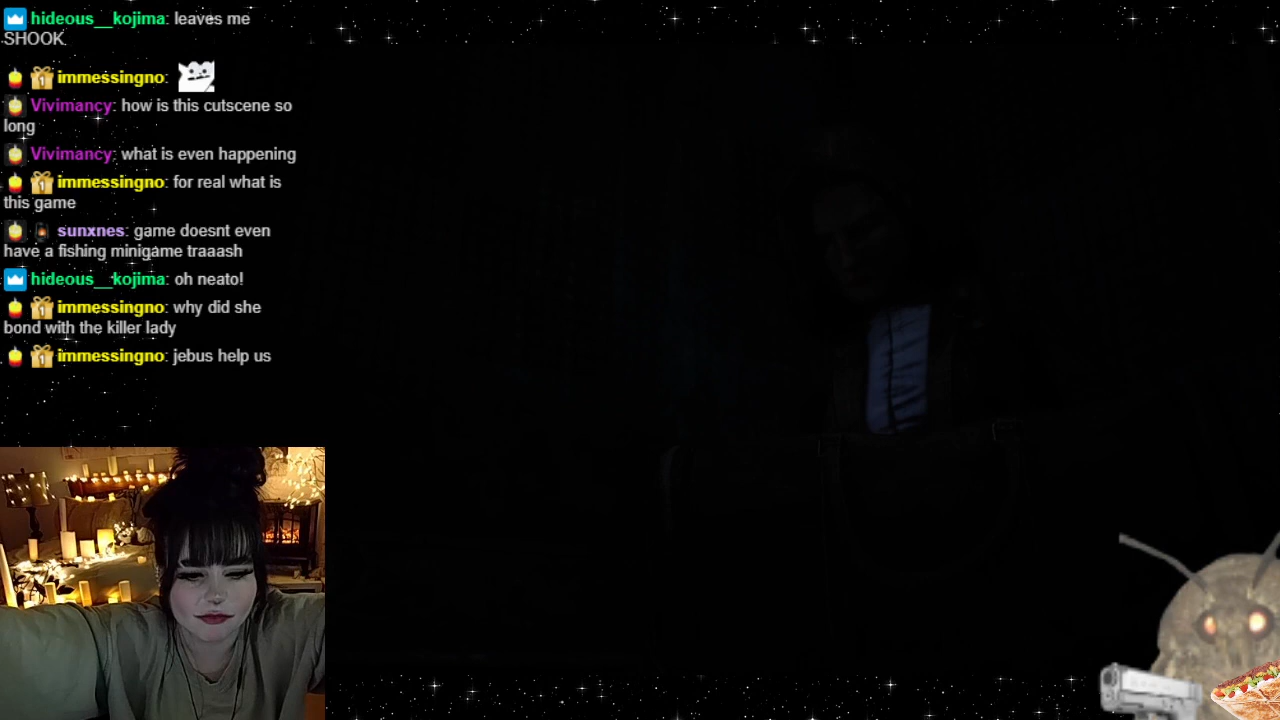 hideous__kojima: leaves me
SHOOK
immessingno:
Vivimancy: how is this cutscene so
long
Vivimancy: what is even happening
immessingno: for real what is
this game
sunxnes: game doesnt even
have a fishing minigame traaash
hideous__kojima: oh neato!
immessingno: why did she
bond with the killer lady
immessingno: jebus help us